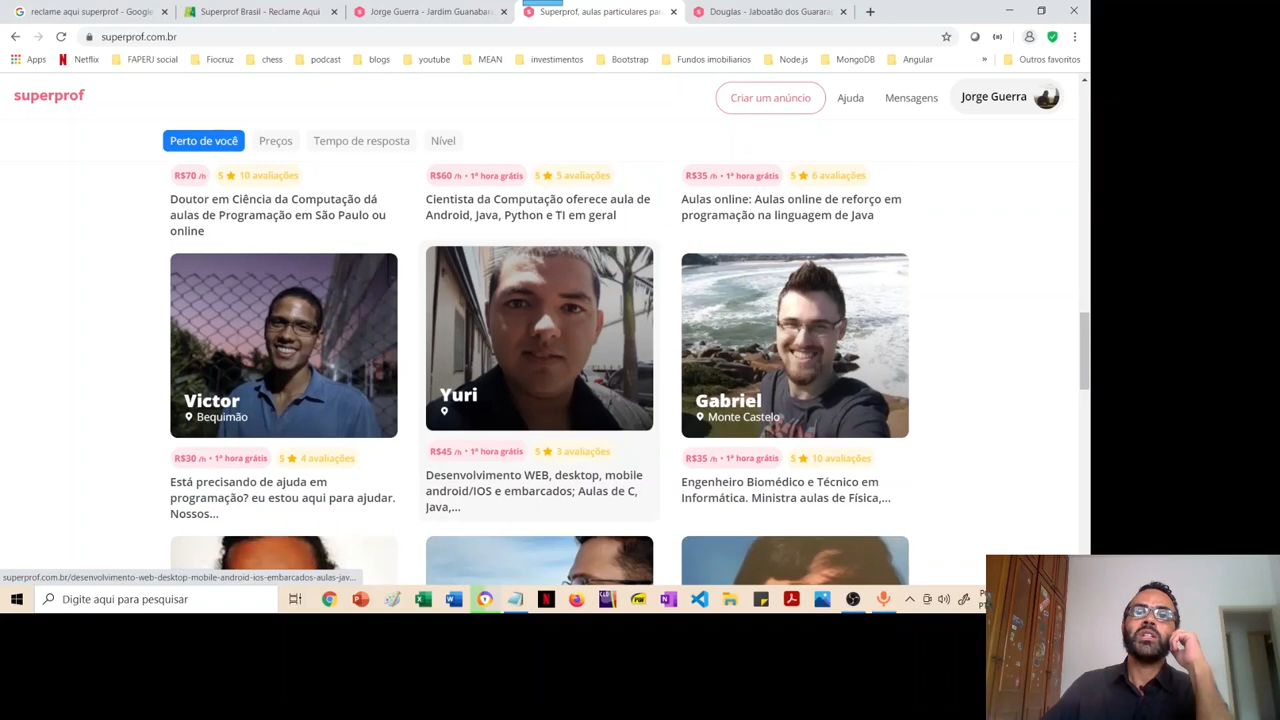 reclame aqui superprof - Google
Superprof Brasil - Reclame Aqui
Jorge Guerra - Jardim Guanabar
Superprof, aulas particulares pa
Douglas - Jaboatão dos Guarara
superprof.com.br
Apps
Netflix
FAPERJ social
Fiocruz
chess
podcast
blogs
youtube
MEAN
investimentos
Bootstrap
Fundos imobiliarios
Node.js
MongoDB
Angular
»
Outros favoritos
superprof
Criar um anúncio
Ajuda
Mensagens
Jorge Guerra
Perto de você
Preços
Tempo de resposta
Nível
R$70 /h
5 ★ 10 avaliações
Doutor em Ciência da Computação dá
aulas de Programação em São Paulo ou
online
R$60 /h • 1ª hora grátis
5 ★ 5 avaliações
Cientista da Computação oferece aula de
Android, Java, Python e TI em geral
R$35 /h • 1ª hora grátis
5 ★ 6 avaliações
Aulas online: Aulas online de reforço em
programação na linguagem de Java
Victor
Bequimão
R$30 /h • 1ª hora grátis
5 ★ 4 avaliações
Está precisando de ajuda em
programação? eu estou aqui para ajudar.
Nossos...
Yuri
R$45 /h • 1ª hora grátis
5 ★ 3 avaliações
Desenvolvimento WEB, desktop, mobile
android/IOS e embarcados; Aulas de C,
Java,...
Gabriel
Monte Castelo
R$35 /h • 1ª hora grátis
5 ★ 10 avaliações
Engenheiro Biomédico e Técnico em
Informática. Ministra aulas de Física,...
superprof.com.br/desenvolvimento-web-desktop-mobile-android-ios-embarcados-aulas-jav...
Digite aqui para pesquisar